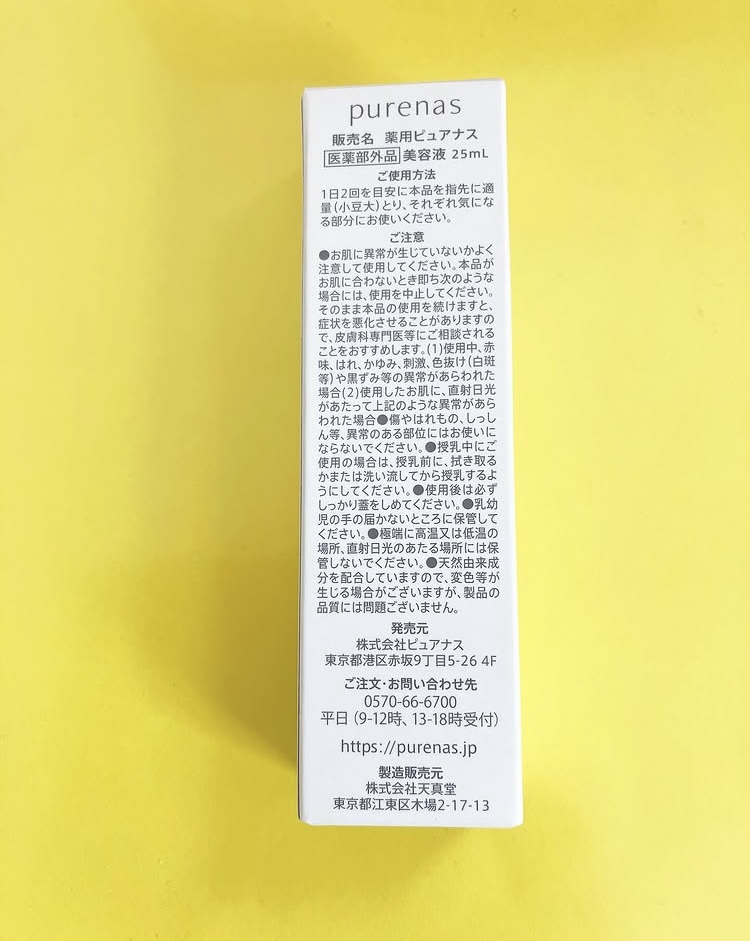 purenas
販売名 薬用ピュアナス
医薬部外品 美容液 25mL
ご使用方法
1日2回を目安に本品を指先に適
量(小豆大)とり、それぞれ気にな
る部分にお使いください。
ご注意
●お肌に異常が生じていないかよく
注意して使用してください。本品が
お肌に合わないとき即ち次のような
場合には、使用を中止してください。
そのまま本品の使用を続けますと、
症状を悪化させることがありますの
で、皮膚科専門医等にご相談される
ことをおすすめします。(1)使用中、赤
味、はれ、かゆみ、刺激、色抜け(白斑
等)や黒ずみ等の異常があらわれた
場合(2)使用したお肌に、直射日光
があたって上記のような異常があら
われた場合●傷やはれもの、しっし
ん等、異常のある部位にはお使いに
ならないでください。●授乳中にご
使用の場合は、授乳前に、拭き取る
かまたは洗い流してから授乳するよ
うにしてください。●使用後は必ず
しっかり蓋をしめてください。●乳幼
児の手の届かないところに保管して
ください。●極端に高温又は低温の
場所、直射日光のあたる場所には保
管しないでください。●天然由来成
分を配合していますので、変色等が
生じる場合がございますが、製品の
品質には問題ございません。
発売元
株式会社ピュアナス
東京都港区赤坂9丁目5-26 4F
ご注文・お問い合わせ先
0570-66-6700
平日(9-12時、13-18時受付)
https://purenas.jp
製造販売元
株式会社天真堂
東京都江東区木場2-17-13